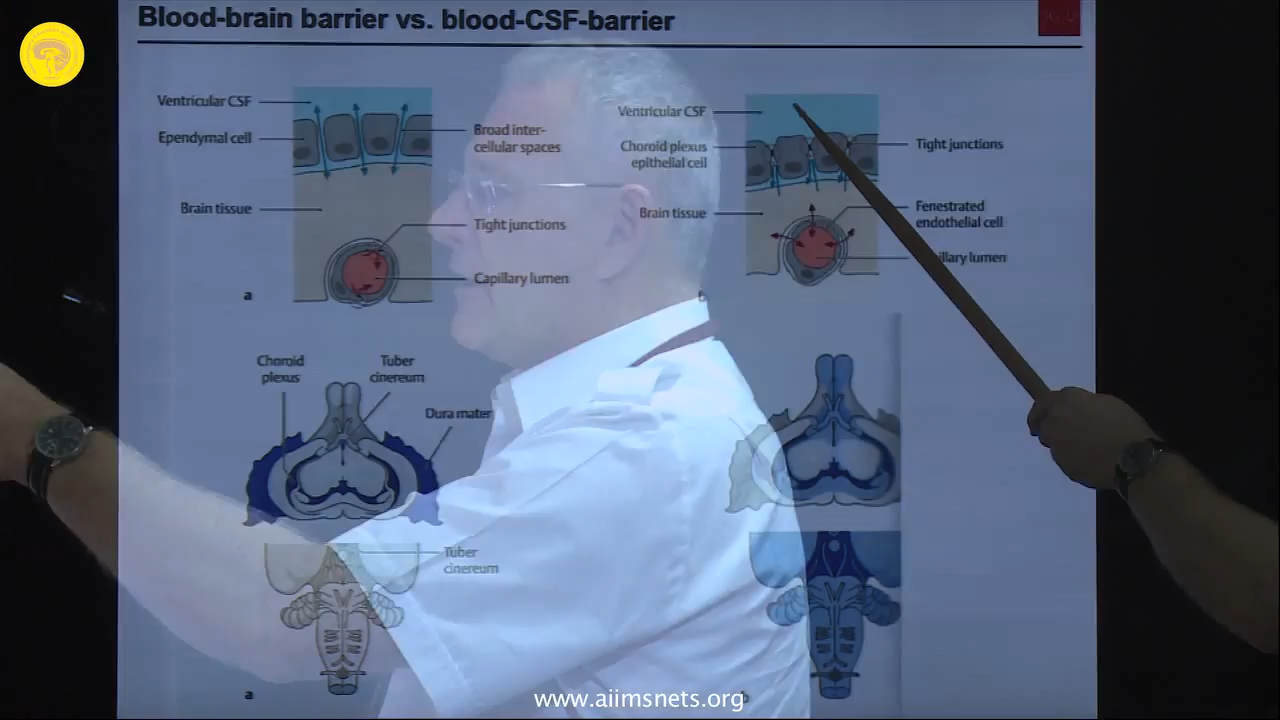 Blood-brain barrier vs. blood-CSF-barrier
Ventricular CSF
Ependymal cell
Broad inter-
cellular spaces
Brain tissue
Tight junctions
Capillary lumen
a
Ventricular CSF
Choroid plexus
epithelial cell
Tight junctions
Brain tissue
Fenestrated
endothelial cell
illary lumen
Choroid
plexus
Tuber
cinereum
Dura mater
Tuber
cinereum
a
www.aiimsnets.org